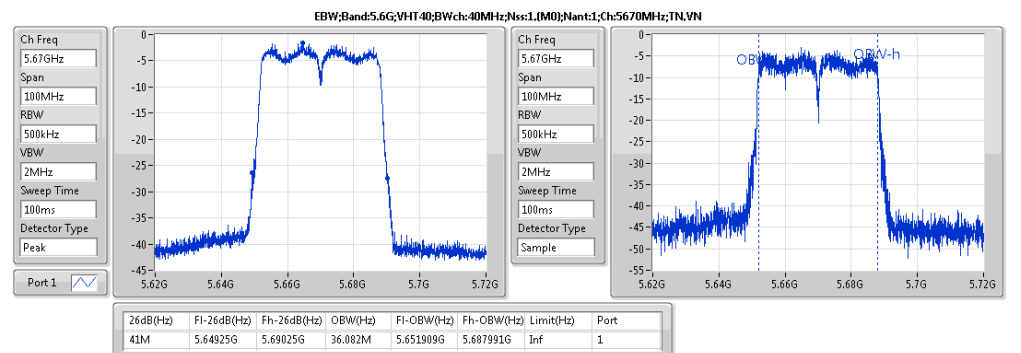 EBW;Band:5.6G;VHT40;BWch:40MHz;Nss:1,(M0);Nant:1;Ch:5670MHz;TN,VN
Ch Freq
5.67GHz
Span
100MHz
RBW
500kHz
VBW
2MHz
Sweep Time
100ms
Detector Type
Peak
Port 1
0
-5
-10
-15
-20
-25
-30
-35
-40
-45
5.62G 5.64G 5.66G 5.68G 5.7G 5.72G
Ch Freq
5.67GHz
Span
100MHz
RBW
500kHz
VBW
2MHz
Sweep Time
100ms
Detector Type
Sample
0
-5
-10
-15
-20
-25
-30
-35
-40
-45
-50
-55
OBW-h
5.62G 5.64G 5.66G 5.68G 5.7G 5.72G
26dB(Hz) Fl-26dB(Hz) Fh-26dB(Hz) OBW(Hz) Fl-OBW(Hz) Fh-OBW(Hz) Limit(Hz) Port
41M 5.64925G 5.69025G 36.082M 5.651909G 5.687991G Inf 1